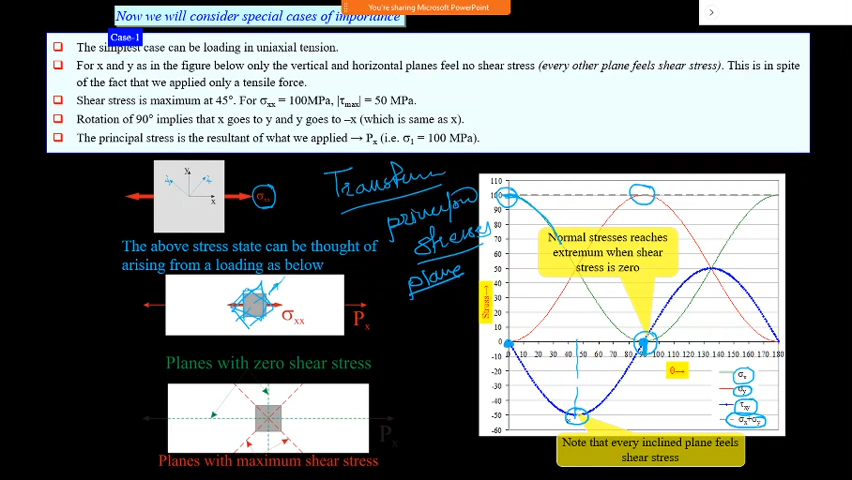 You're sharing Microsoft PowerPoint
Now we will consider special cases of importance
Case-1
The simplest case can be loading in uniaxial tension.
For x and y as in the figure below only the vertical and horizontal planes feel no shear stress (every other plane feels shear stress). This is in spite
of the fact that we applied only a tensile force.
Shear stress is maximum at 45°. For σxx = 100MPa, |τmax| = 50 MPa.
Rotation of 90° implies that x goes to y and y goes to –x (which is same as x).
The principal stress is the resultant of what we applied → Px (i.e. σ1 = 100 MPa).
Y
x
σxx
The above stress state can be thought of
arising from a loading as below
σxx
Px
Planes with zero shear stress
Px
Planes with maximum shear stress
principal
stresses
plane
Stress→
110
100
90
80
70
60
50
40
30
20
10
0
-10
-20
-30
-40
-50
-60
10 20 30 40 50 60 70 80 90 100 110 120 130 140 150 160 170 180
θ→
Normal stresses reaches
extremum when shear
stress is zero
σx
σy
τxy
σx+σy
Note that every inclined plane feels
shear stress